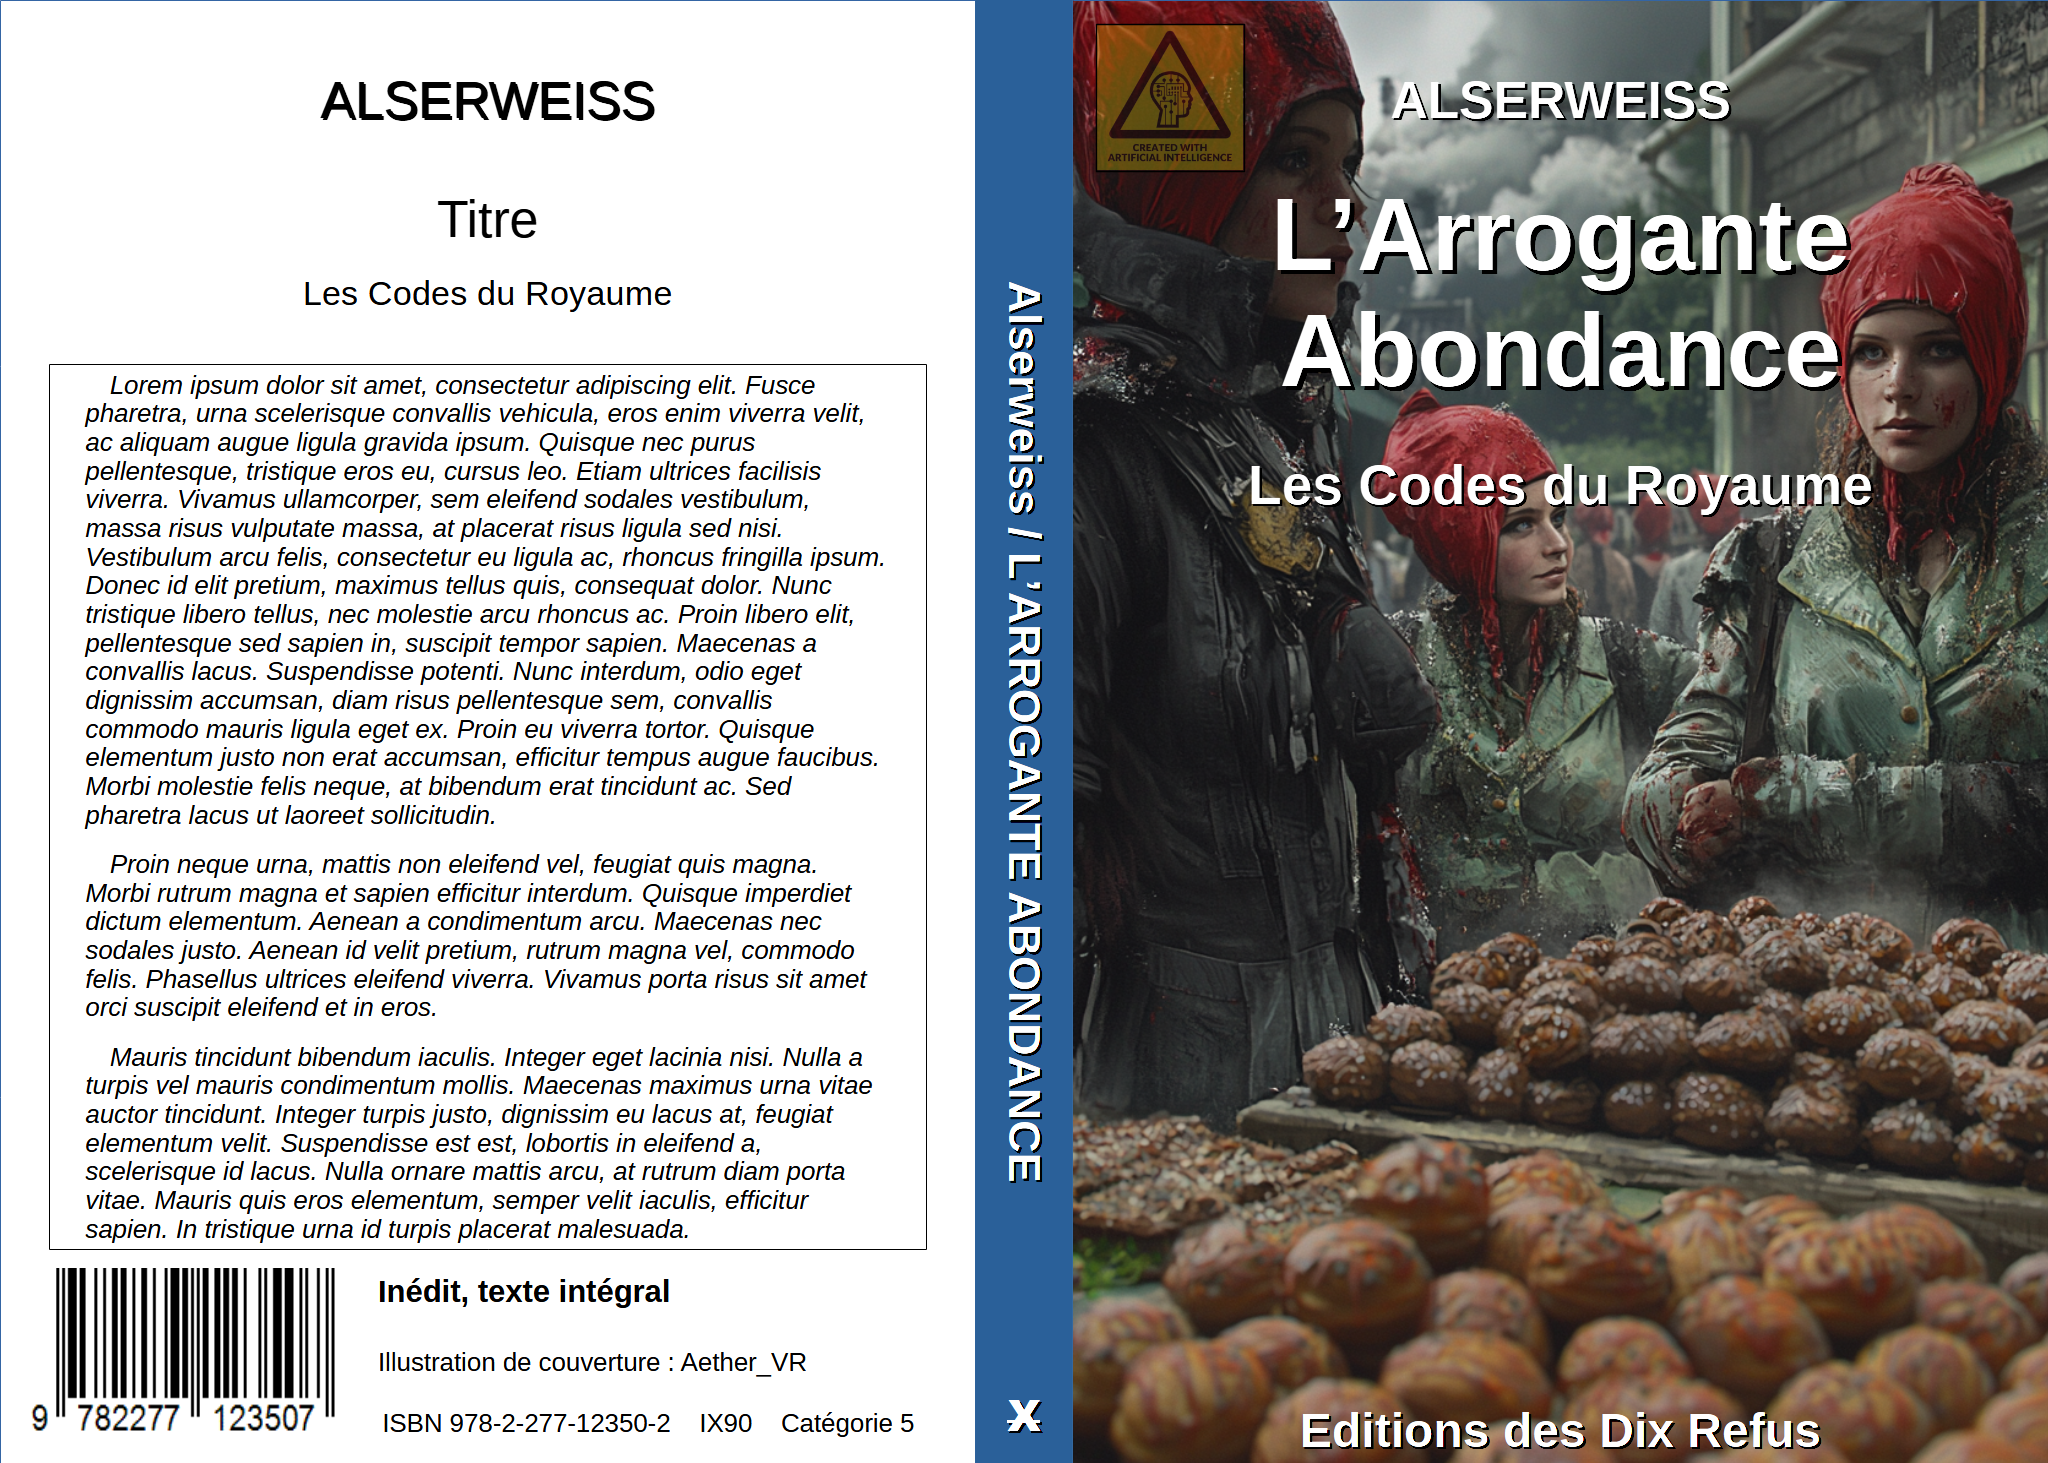 ALSERWEISS
Titre
Les Codes du Royaume
Lorem ipsum dolor sit amet, consectetur adipiscing elit. Fusce
pharetra, urna scelerisque convallis vehicula, eros enim viverra velit,
ac aliquam augue ligula gravida ipsum. Quisque nec purus
pellentesque, tristique eros eu, cursus leo. Etiam ultrices facilisis
viverra. Vivamus ullamcorper, sem eleifend sodales vestibulum,
massa risus vulputate massa, at placerat risus ligula sed nisi.
Vestibulum arcu felis, consectetur eu ligula ac, rhoncus fringilla ipsum.
Donec id elit pretium, maximus tellus quis, consequat dolor. Nunc
tristique libero tellus, nec molestie arcu rhoncus ac. Proin libero elit,
pellentesque sed sapien in, suscipit tempor sapien. Maecenas a
convallis lacus. Suspendisse potenti. Nunc interdum, odio eget
dignissim accumsan, diam risus pellentesque sem, convallis
commodo mauris ligula eget ex. Proin eu viverra tortor. Quisque
elementum justo non erat accumsan, efficitur tempus augue faucibus.
Morbi molestie felis neque, at bibendum erat tincidunt ac. Sed
pharetra lacus ut laoreet sollicitudin.
Proin neque urna, mattis non eleifend vel, feugiat quis magna.
Morbi rutrum magna et sapien efficitur interdum. Quisque imperdiet
dictum elementum. Aenean a condimentum arcu. Maecenas nec
sodales justo. Aenean id velit pretium, rutrum magna vel, commodo
felis. Phasellus ultrices eleifend viverra. Vivamus porta risus sit amet
orci suscipit eleifend et in eros.
Mauris tincidunt bibendum iaculis. Integer eget lacinia nisi. Nulla a
turpis vel mauris condimentum mollis. Maecenas maximus urna vitae
auctor tincidunt. Integer turpis justo, dignissim eu lacus at, feugiat
elementum velit. Suspendisse est est, lobortis in eleifend a,
scelerisque id lacus. Nulla ornare mattis arcu, at rutrum diam porta
vitae. Mauris quis eros elementum, semper velit iaculis, efficitur
sapien. In tristique urna id turpis placerat malesuada.
9 782277 123507
Inédit, texte intégral
Illustration de couverture : Aether_VR
ISBN 978-2-277-12350-2 IX90 Catégorie 5
Alserweiss / L’ARROGANTE ABONDANCE
X
CREATED WITH
ARTIFICIAL INTELLIGENCE
ALSERWEISS
L’Arrogante
Abondance
Les Codes du Royaume
Editions des Dix Refus